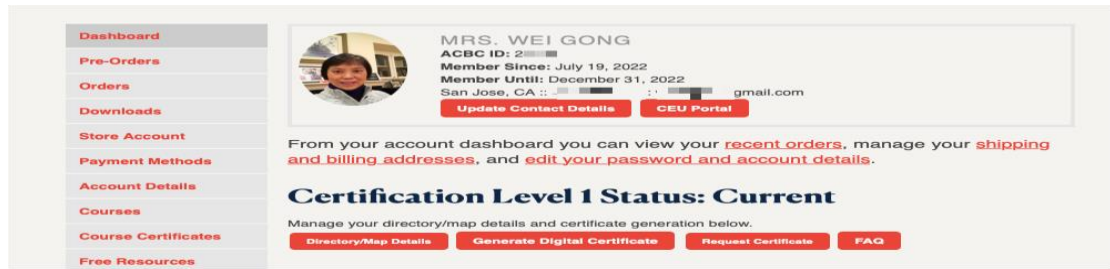 Dashboard
Pre-Orders
Orders
Downloads
Store Account
Payment Methods
Account Details
Courses
Course Certificates
Free Resources
MRS. WEI GONG
ACBC ID: 2
Member Since: July 19, 2022
Member Until: December 31, 2022
San Jose, CA :: : gmail.com
Update Contact Details CEU Portal
From your account dashboard you can view your recent orders, manage your shipping
and billing addresses, and edit your password and account details.
Certification Level 1 Status: Current
Manage your directory/map details and certificate generation below.
Directory/Map Details Generate Digital Certificate Request Certificate FAQ